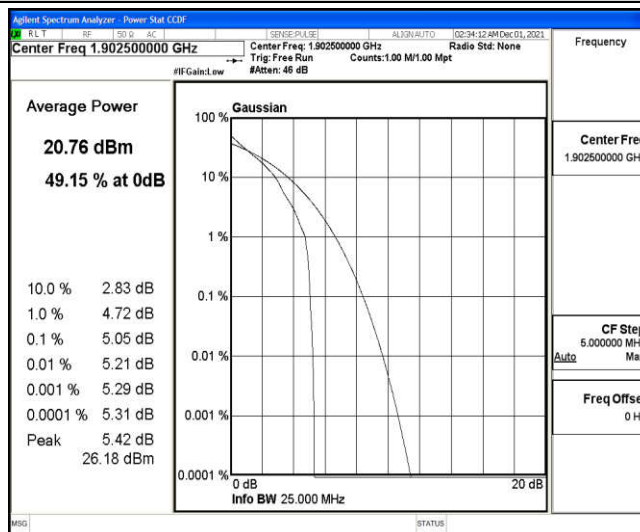 Agilent Spectrum Analyzer - Power Stat CCDF
RLT RF 50 Ω AC SENSE:PULSE ALIGNAUTO 02:34:12 AM Dec 01, 2021
Center Freq 1.902500000 GHz
Center Freq: 1.902500000 GHz Radio Std: None
Trig: Free Run Counts:1.00 M/1.00 Mpt
#IFGain:Low #Atten: 46 dB
Frequency
Average Power
20.76 dBm
49.15 % at 0dB
10.0 % 2.83 dB
1.0 % 4.72 dB
0.1 % 5.05 dB
0.01 % 5.21 dB
0.001 % 5.29 dB
0.0001 % 5.31 dB
Peak 5.42 dB
26.18 dBm
Gaussian
100 %
10 %
1 %
0.1 %
0.01 %
0.001 %
0.0001 %
0 dB 20 dB
Info BW 25.000 MHz
Center Fre
1.902500000 GH
CF Step
5.000000 MH
Auto Ma
Freq Offse
0 H
MSG STATUS